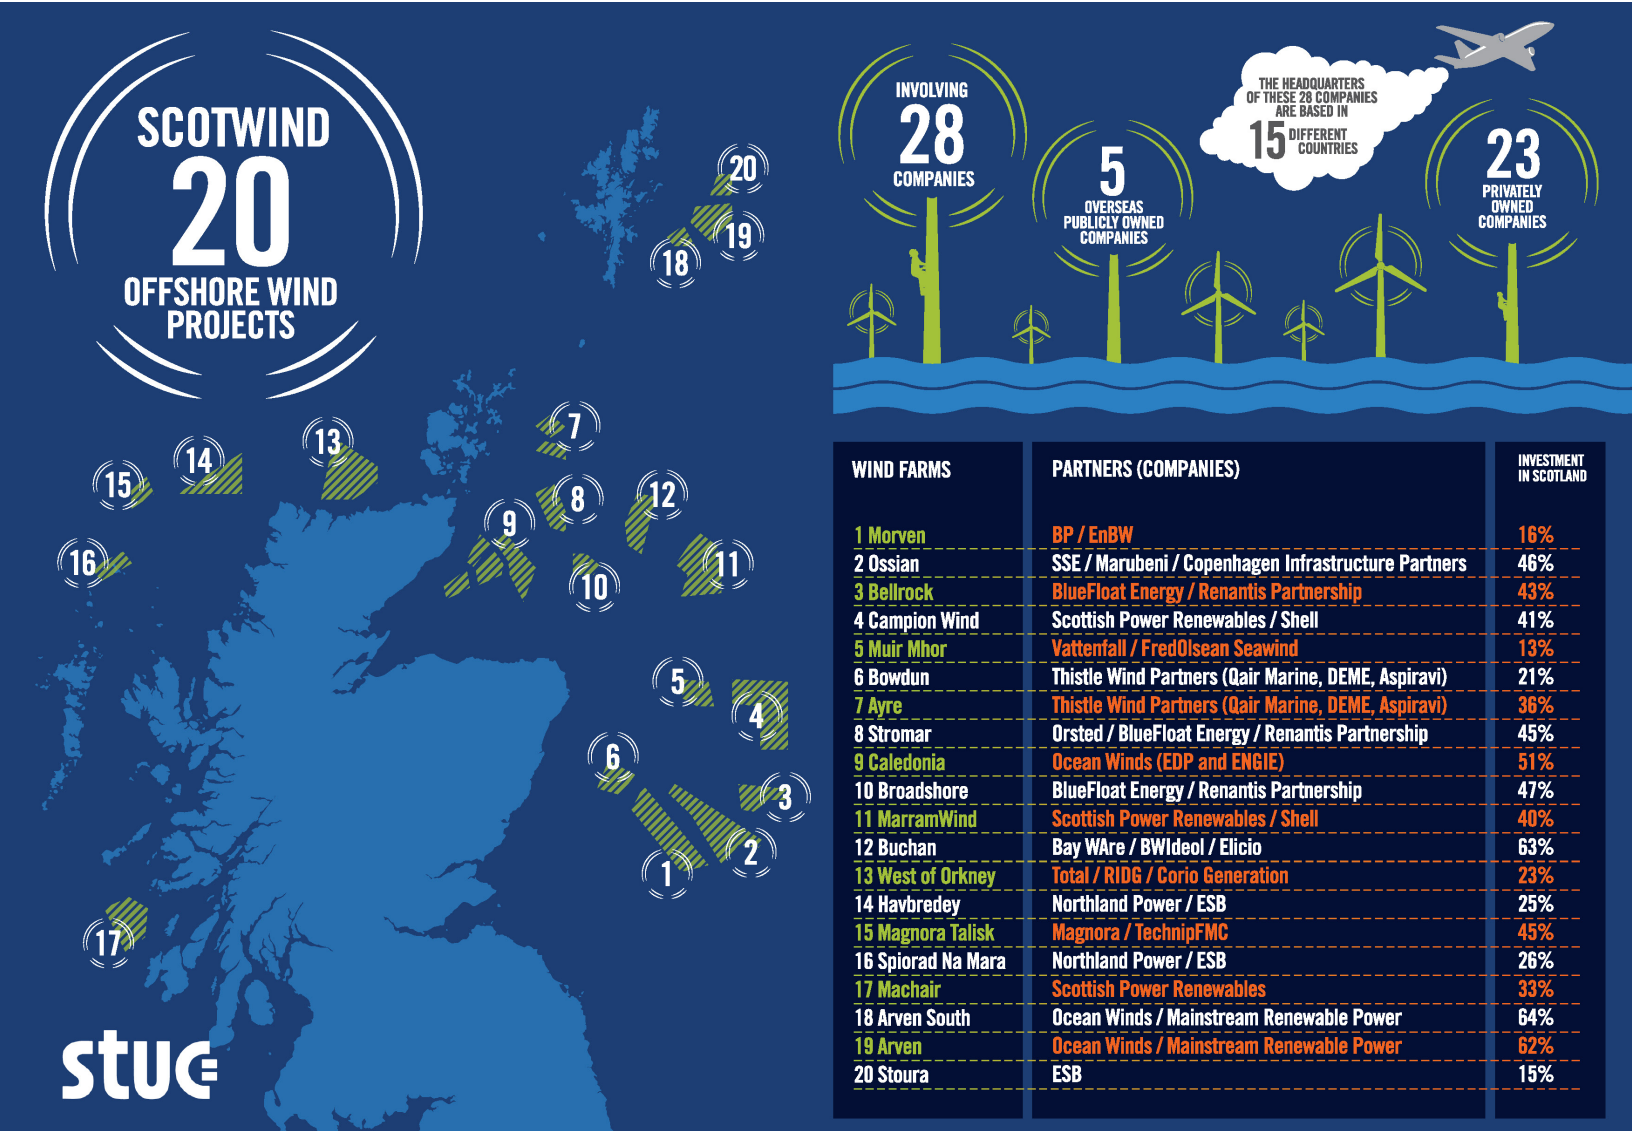 SCOTWIND
20
OFFSHORE WIND
PROJECTS
INVOLVING
28
COMPANIES
5
OVERSEAS
PUBLICLY OWNED
COMPANIES
THE HEADQUARTERS
OF THESE 28 COMPANIES
ARE BASED IN
15 DIFFERENT
COUNTRIES
23
PRIVATELY
OWNED
COMPANIES
20
19
18
7
13
14
15
8
12
9
16
11
10
5
4
6
3
2
1
17
stuc
WIND FARMS PARTNERS (COMPANIES) INVESTMENT
IN SCOTLAND
1 Morven BP / EnBW 16%
2 Ossian SSE / Marubeni / Copenhagen Infrastructure Partners 46%
3 Bellrock BlueFloat Energy / Renantis Partnership 43%
4 Campion Wind Scottish Power Renewables / Shell 41%
5 Muir Mhor Vattenfall / FredOlsean Seawind 13%
6 Bowdun Thistle Wind Partners (Qair Marine, DEME, Aspiravi) 21%
7 Ayre Thistle Wind Partners (Qair Marine, DEME, Aspiravi) 36%
8 Stromar Orsted / BlueFloat Energy / Renantis Partnership 45%
9 Caledonia Ocean Winds (EDP and ENGIE) 51%
10 Broadshore BlueFloat Energy / Renantis Partnership 47%
11 MarramWind Scottish Power Renewables / Shell 40%
12 Buchan Bay WAre / BWIdeol / Elicio 63%
13 West of Orkney Total / RIDG / Corio Generation 23%
14 Havbredey Northland Power / ESB 25%
15 Magnora Talisk Magnora / TechnipFMC 45%
16 Spiorad Na Mara Northland Power / ESB 26%
17 Machair Scottish Power Renewables 33%
18 Arven South Ocean Winds / Mainstream Renewable Power 64%
19 Arven Ocean Winds / Mainstream Renewable Power 62%
20 Stoura ESB 15%